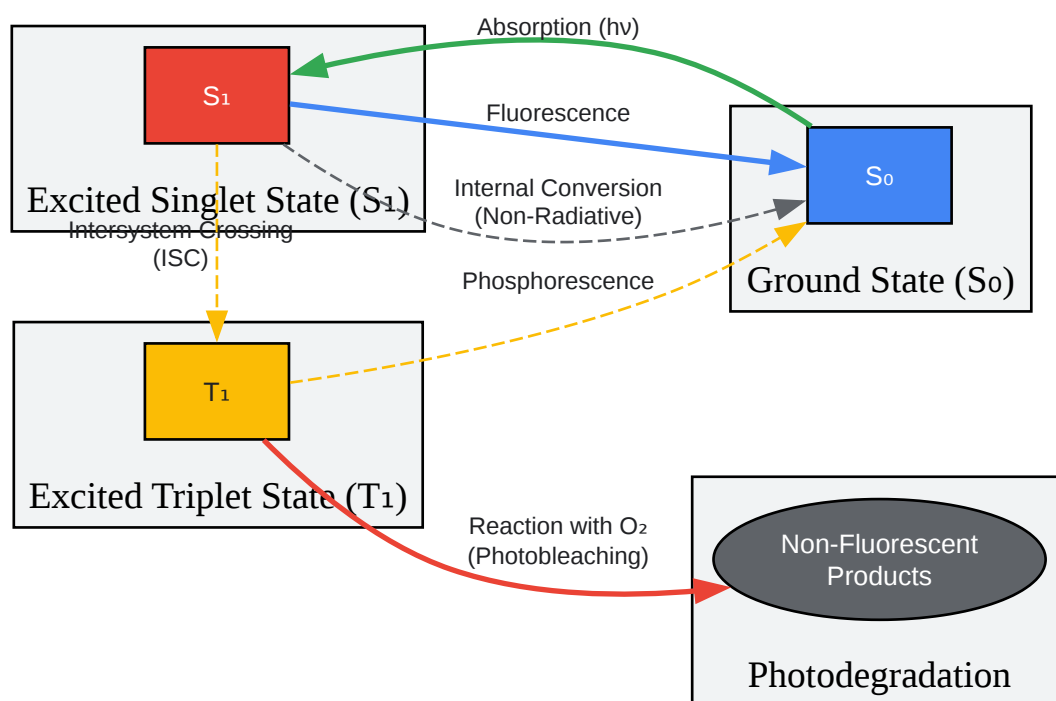 Absorption (hν)
S₁
Fluorescence
S₀
Internal Conversion
(Non-Radiative)
Excited Singlet State (S₁)
Intersystem Crossing
(ISC)
Phosphorescence
Ground State (S₀)
T₁
Excited Triplet State (T₁)
Reaction with O₂
(Photobleaching)
Non-Fluorescent
Products
Photodegradation